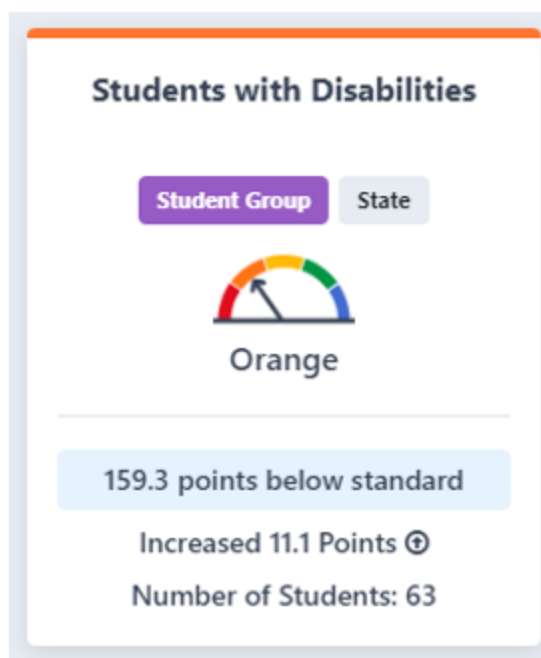 Students with Disabilities
Student Group State
Orange
159.3 points below standard
Increased 11.1 Points
Number of Students: 63